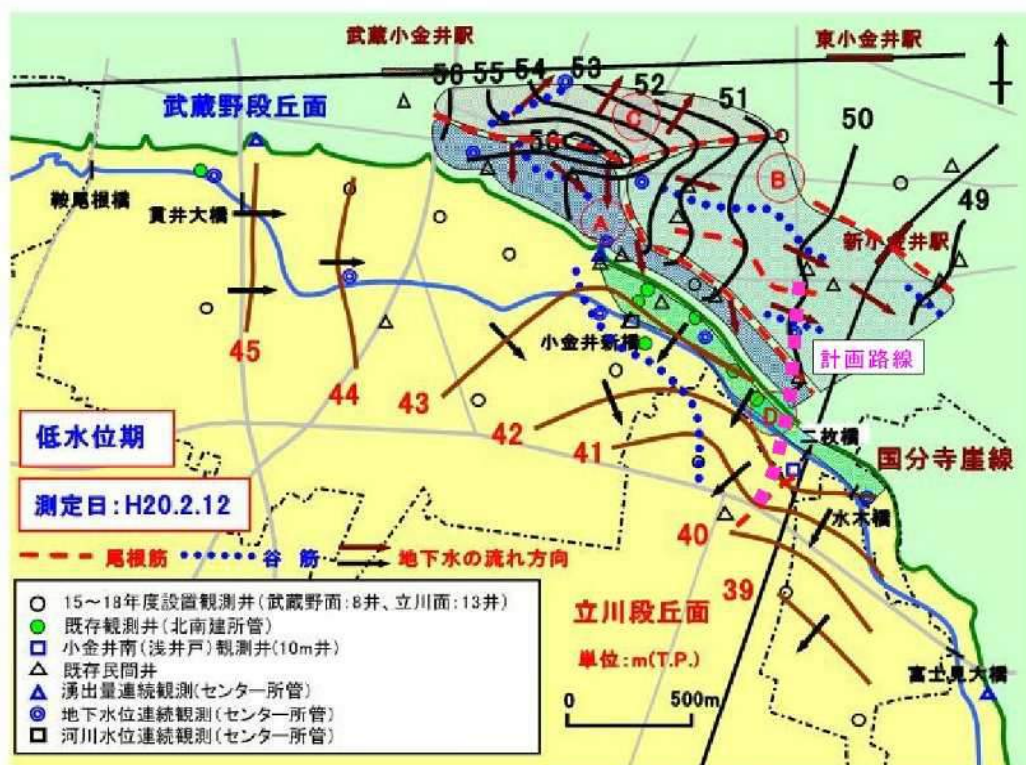 武蔵小金井駅
東小金井駅
56
55
54
53
52
51
50
49
武蔵野段丘面
C
56
B
A
鞍尾根橋
貫井大橋
新小金井駅
小金井新橋
計画路線
45
44
43
42
41
40
39
D
二枚橋
国分寺崖線
水木橋
低水位期
測定日:H20.2.12
尾根筋
谷筋
地下水の流れ方向
立川段丘面
単位:m(T.P.)
0
500m
富士見大橋
15~18年度設置観測井(武蔵野面:8井、立川面:13井)
既存観測井(北南建所管)
小金井南(浅井戸)観測井(10m井)
既存民間井
湧出量連続観測(センター所管)
地下水位連続観測(センター所管)
河川水位連続観測(センター所管)